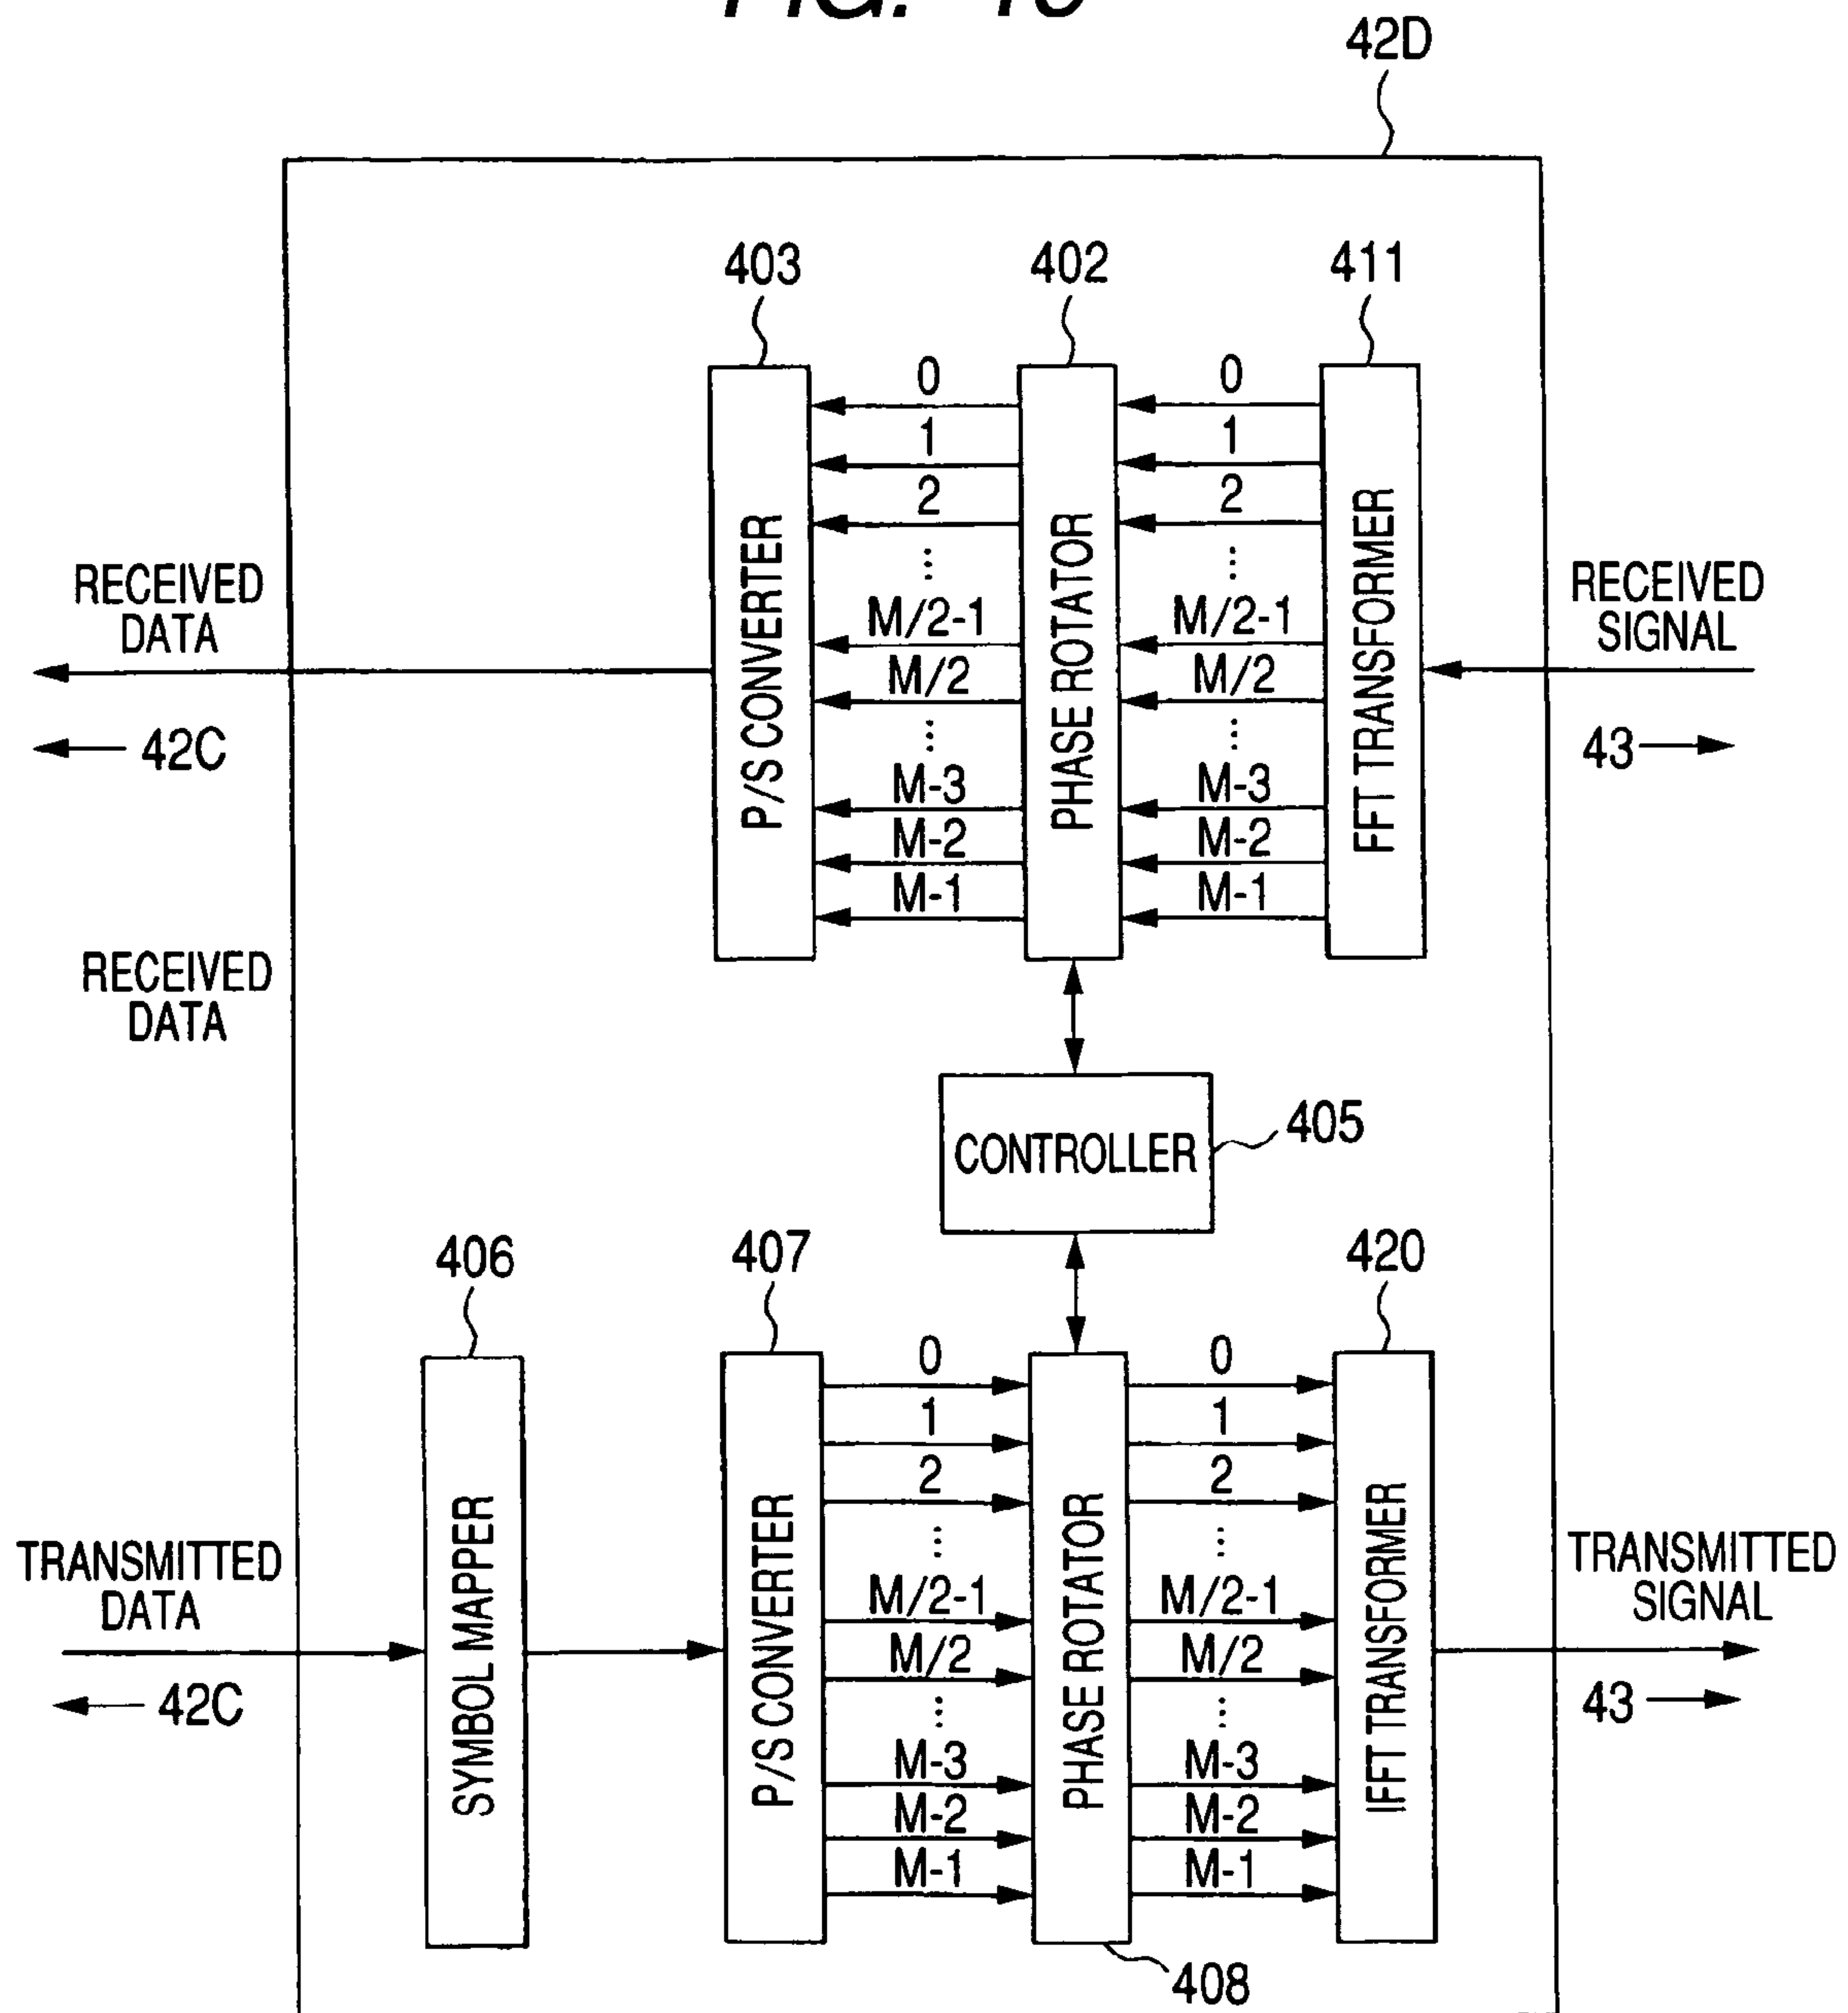 FIG.
42D
403
402
411
0
0
1
1
2
2
...
...
M/2-1
M/2-1
M/2
M/2
...
...
M-3
M-3
M-2
M-2
M-1
M-1
P/S CONVERTER
PHASE ROTATOR
FFT TRANSFORMER
RECEIVED
DATA
42C
RECEIVED
SIGNAL
43
RECEIVED
DATA
CONTROLLER
405
406
407
420
0
0
1
1
2
2
...
...
M/2-1
M/2-1
M/2
M/2
...
...
M-3
M-3
M-2
M-2
M-1
M-1
TRANSMITTED
DATA
42C
SYMBOL MAPPER
P/S CONVERTER
PHASE ROTATOR
IFFT TRANSFORMER
TRANSMITTED
SIGNAL
43
408